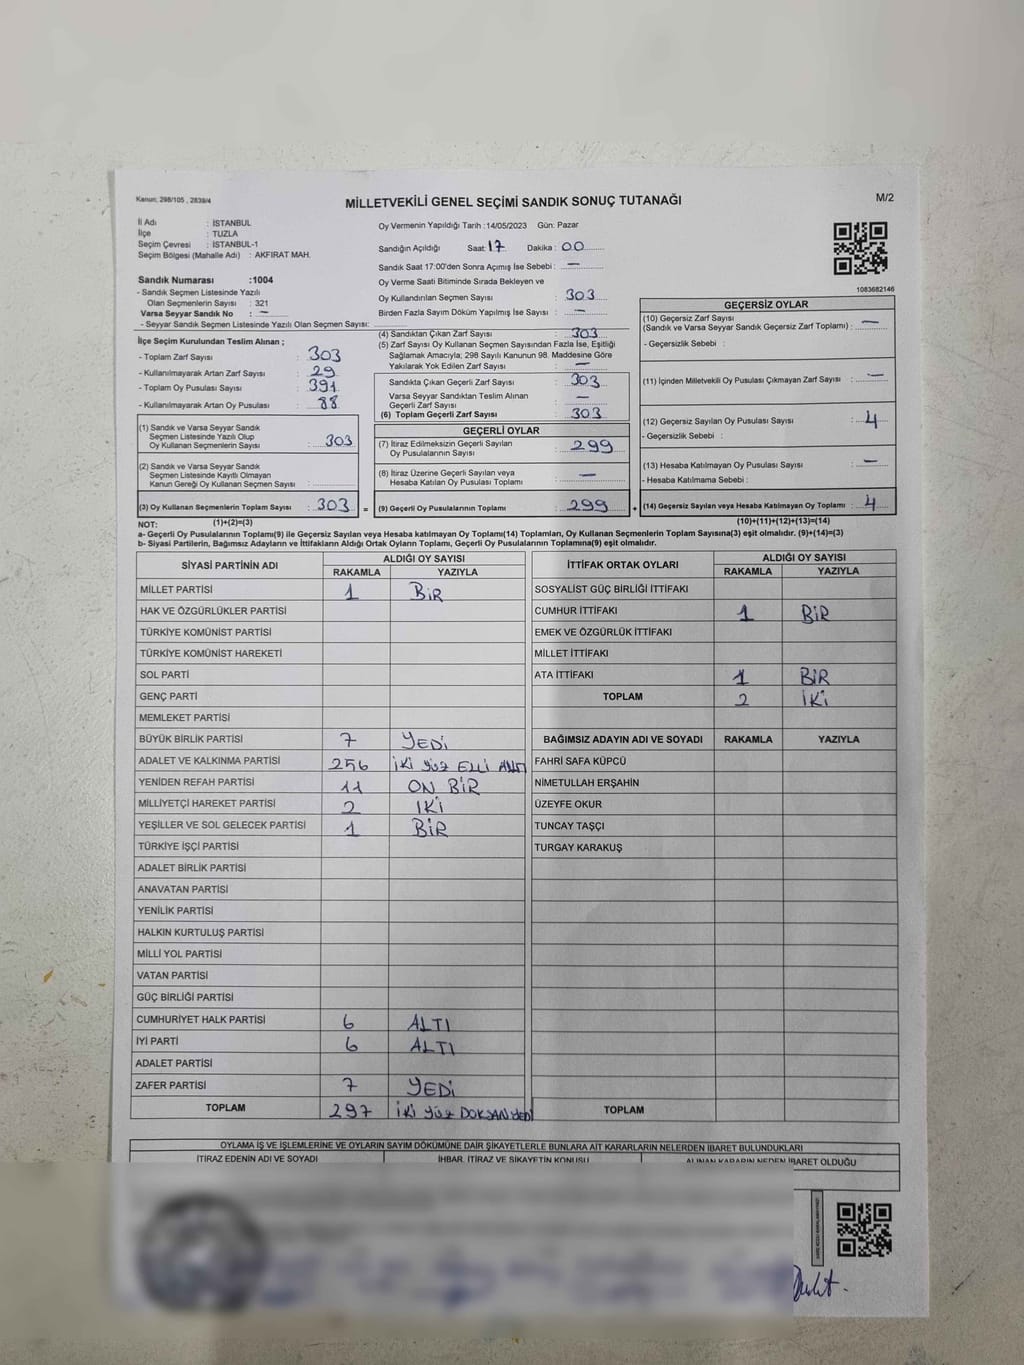 Kanun: 298/105 , 2839/4
MİLLETVEKİLİ GENEL SEÇİMİ SANDIK SONUÇ TUTANAĞI
M/2
İl Adı : İSTANBUL
İlçe : TUZLA
Seçim Çevresi : İSTANBUL-1
Seçim Bölgesi (Mahalle Adı) : AKFIRAT MAH.
Sandık Numarası :1004
- Sandık Seçmen Listesinde Yazılı
Olan Seçmenlerin Sayısı : 321
Varsa Seyyar Sandık No : —
- Seyyar Sandık Seçmen Listesinde Yazılı Olan Seçmen Sayısı:
Oy Vermenin Yapıldığı Tarih :14/05/2023 Gün: Pazar
Sandığın Açıldığı Saat: 17 Dakika : 00
Sandık Saat 17:00'den Sonra Açılmış İse Sebebi : —
Oy Verme Saati Bitiminde Sırada Bekleyen ve
Oy Kullandırılan Seçmen Sayısı : 303
Birden Fazla Sayım Döküm Yapılmış İse Sayısı : —
1083682146
İlçe Seçim Kurulundan Teslim Alınan ;
- Toplam Zarf Sayısı : 303
- Kullanılmayarak Artan Zarf Sayısı : 29
- Toplam Oy Pusulası Sayısı : 391
- Kullanılmayarak Artan Oy Pusulası : 88
(1) Sandık ve Varsa Seyyar Sandık
Seçmen Listesinde Yazılı Olup
Oy Kullanan Seçmenlerin Sayısı : 303
(2) Sandık ve Varsa Seyyar Sandık
Seçmen Listesinde Kayıtlı Olmayan
Kanun Gereği Oy Kullanan Seçmen Sayısı :
(3) Oy Kullanan Seçmenlerin Toplam Sayısı : 303 =
(4) Sandıktan Çıkan Zarf Sayısı : 303
(5) Zarf Sayısı Oy Kullanan Seçmen Sayısından Fazla İse, Eşitliği
Sağlamak Amacıyla; 298 Sayılı Kanunun 98. Maddesine Göre
Yakılarak Yok Edilen Zarf Sayısı : —
Sandıkta Çıkan Geçerli Zarf Sayısı : 303
Varsa Seyyar Sandıktan Teslim Alınan
Geçerli Zarf Sayısı : —
(6) Toplam Geçerli Zarf Sayısı : 303
GEÇERLİ OYLAR
(7) İtiraz Edilmeksizin Geçerli Sayılan
Oy Pusulalarının Sayısı : 299
(8) İtiraz Üzerine Geçerli Sayılan veya
Hesaba Katılan Oy Pusulası Toplamı : —
(9) Geçerli Oy Pusulalarının Toplamı : 299 +
GEÇERSİZ OYLAR
(10) Geçersiz Zarf Sayısı
(Sandık ve Varsa Seyyar Sandık Geçersiz Zarf Toplamı) : —
- Geçersizlik Sebebi :
(11) İçinden Milletvekili Oy Pusulası Çıkmayan Zarf Sayısı : —
(12) Geçersiz Sayılan Oy Pusulası Sayısı : 4
- Geçersizlik Sebebi :
(13) Hesaba Katılmayan Oy Pusulası Sayısı : —
- Hesaba Katılmama Sebebi :
(14) Geçersiz Sayılan veya Hesaba Katılmayan Oy Toplamı : 4
NOT: (1)+(2)=(3) (10)+(11)+(12)+(13)=(14)
a- Geçerli Oy Pusulalarının Toplamı(9) ile Geçersiz Sayılan veya Hesaba katılmayan Oy Toplamı(14) Toplamları, Oy Kullanan Seçmenlerin Toplam Sayısına(3) eşit olmalıdır. (9)+(14)=(3)
b- Siyasi Partilerin, Bağımsız Adayların ve İttifakların Aldığı Ortak Oyların Toplamı, Geçerli Oy Pusulalarının Toplamına(9) eşit olmalıdır.
SİYASİ PARTİNİN ADI ALDIĞI OY SAYISI
RAKAMLA YAZIYLA
MİLLET PARTİSİ 1 BİR
HAK VE ÖZGÜRLÜKLER PARTİSİ
TÜRKİYE KOMÜNİST PARTİSİ
TÜRKİYE KOMÜNİST HAREKETİ
SOL PARTİ
GENÇ PARTİ
MEMLEKET PARTİSİ
BÜYÜK BİRLİK PARTİSİ 7 YEDİ
ADALET VE KALKINMA PARTİSİ 256 İKİ YÜZ ELLİ ALTI
YENİDEN REFAH PARTİSİ 11 ON BİR
MİLLİYETÇİ HAREKET PARTİSİ 2 İKİ
YEŞİLLER VE SOL GELECEK PARTİSİ 1 BİR
TÜRKİYE İŞÇİ PARTİSİ
ADALET BİRLİK PARTİSİ
ANAVATAN PARTİSİ
YENİLİK PARTİSİ
HALKIN KURTULUŞ PARTİSİ
MİLLİ YOL PARTİSİ
VATAN PARTİSİ
GÜÇ BİRLİĞİ PARTİSİ
CUMHURİYET HALK PARTİSİ 6 ALTI
İYİ PARTİ 6 ALTI
ADALET PARTİSİ
ZAFER PARTİSİ 7 YEDİ
TOPLAM 297 İKİ YÜZ DOKSAN YEDİ
İTTİFAK ORTAK OYLARI ALDIĞI OY SAYISI
RAKAMLA YAZIYLA
SOSYALİST GÜÇ BİRLİĞİ İTTİFAKI
CUMHUR İTTİFAKI 1 BİR
EMEK VE ÖZGÜRLÜK İTTİFAKI
MİLLET İTTİFAKI
ATA İTTİFAKI 1 BİR
TOPLAM 2 İKİ
BAĞIMSIZ ADAYIN ADI VE SOYADI RAKAMLA YAZIYLA
FAHRİ SAFA KÜPCÜ
NİMETULLAH ERŞAHİN
ÜZEYFE OKUR
TUNCAY TAŞÇI
TURGAY KARAKUŞ
TOPLAM
OYLAMA İŞ VE İŞLEMLERİNE VE OYLARIN SAYIM DÖKÜMÜNE DAİR ŞİKAYETLERLE BUNLARA AİT KARARLARIN NELERDEN İBARET BULUNDUKLARI
İTİRAZ EDENİN ADI VE SOYADI İHBAR, İTİRAZ VE ŞİKAYETİN KONUSU ALINAN KARARIN NEDEN İBARET OLDUĞU